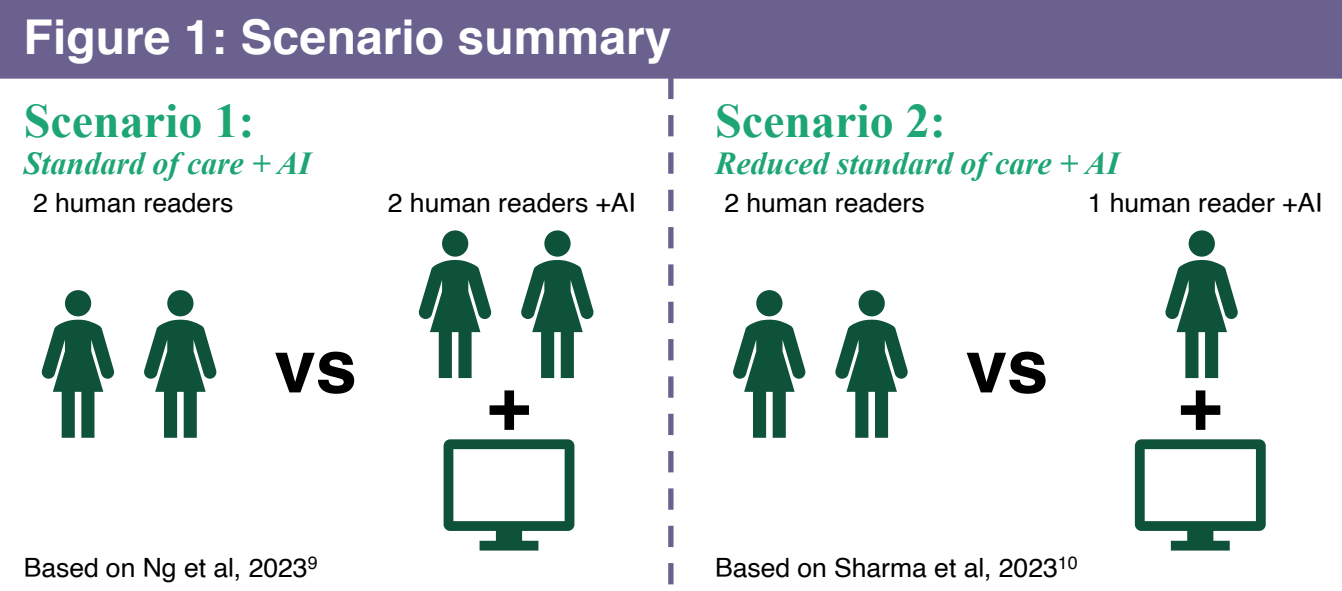 Figure 1: Scenario summary
Scenario 1:
Standard of care + AI
2 human readers
2 human readers +AI
vs
+
Based on Ng et al, 2023⁹
Scenario 2:
Reduced standard of care + AI
2 human readers
1 human reader +AI
vs
+
Based on Sharma et al, 2023¹⁰